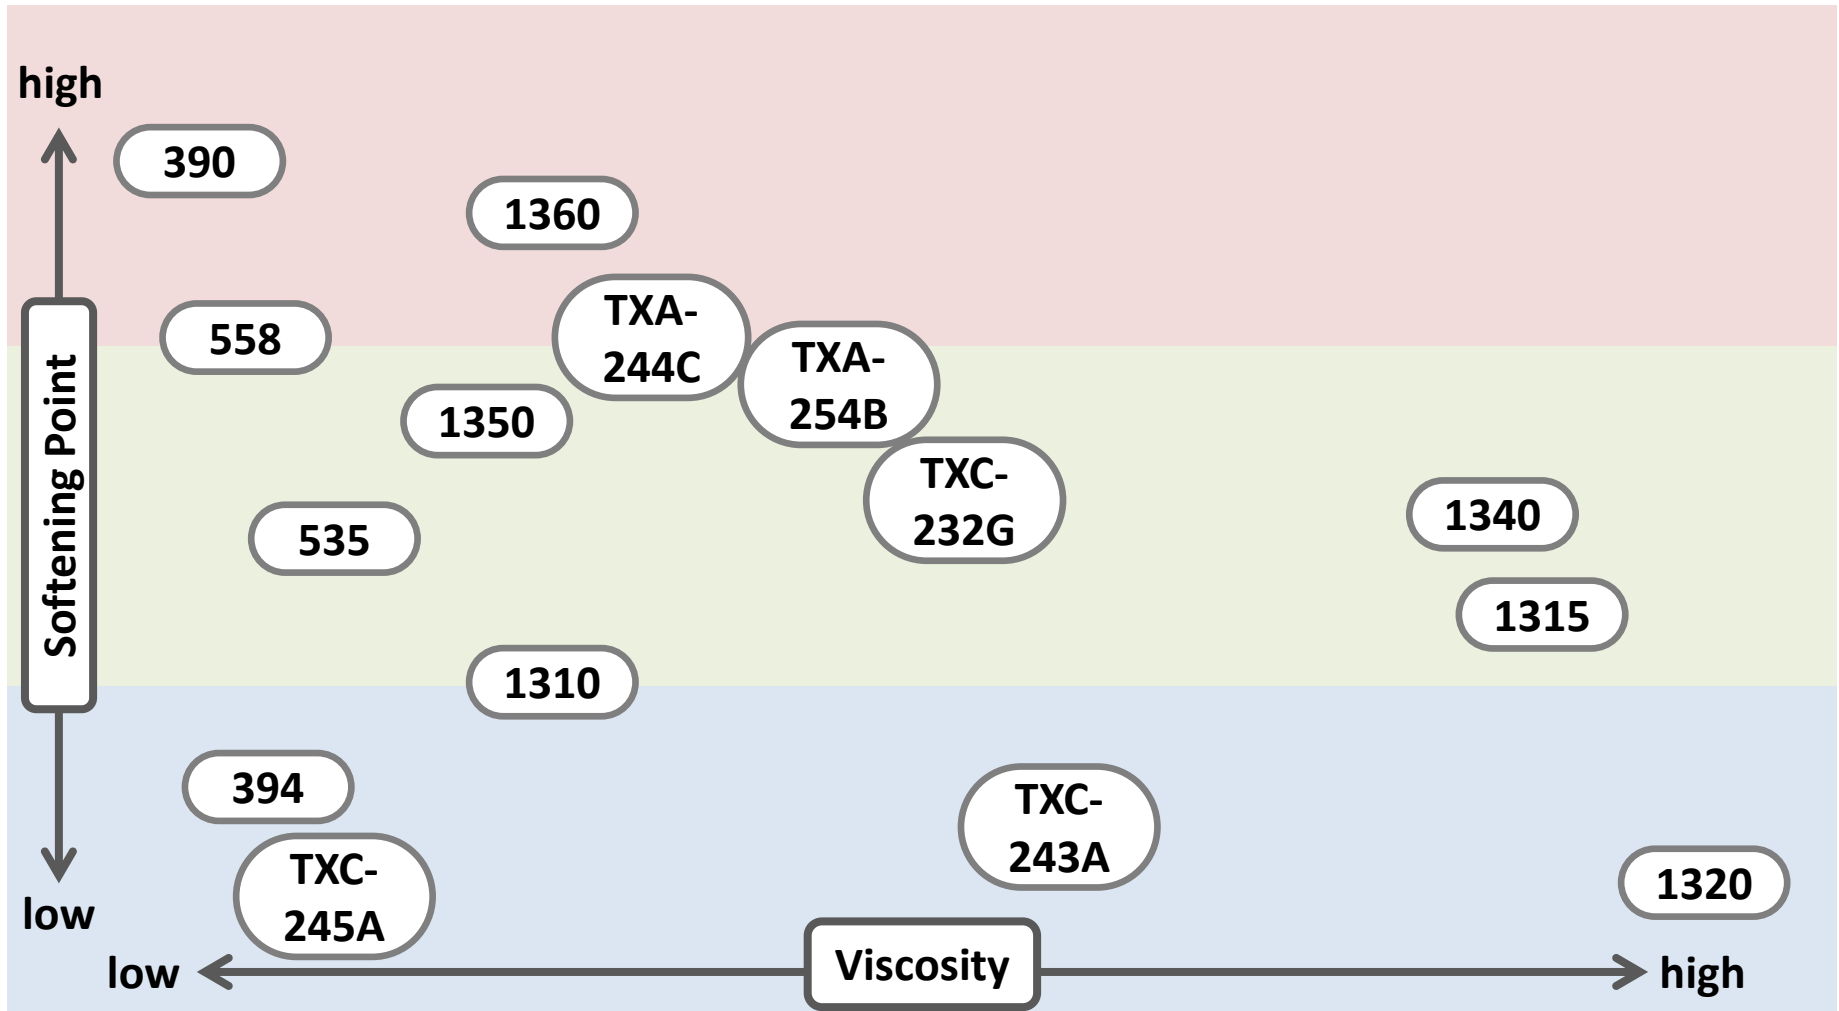 high
390
1360
TXA-
244C
558
TXA-
254B
Softening Point
1350
TXC-
232G
1340
535
1315
1310
394
TXC-
243A
TXC-
245A
1320
low
Viscosity
low
high